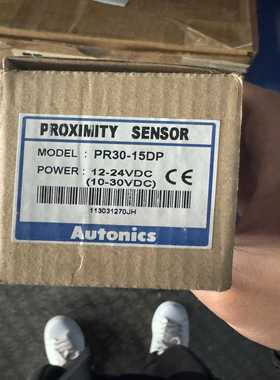 PROXIMITY SENSOR
MODEL : PR30-15DP
POWER : 12-24VDC
(10-30VDC)
CE
113031270JH
Autonics